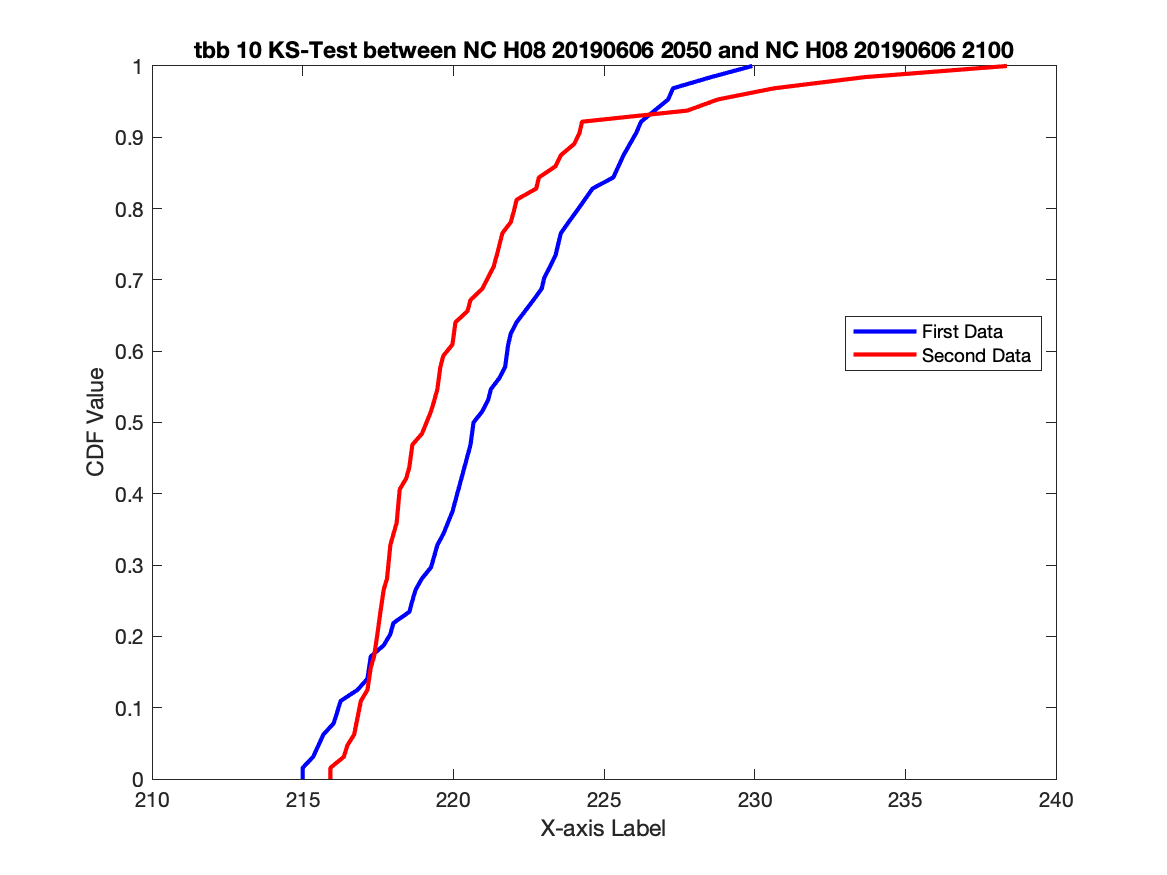 tbb 10 KS-Test between NC H08 20190606 2050 and NC H08 20190606 2100
1
0.9
0.8
0.7
0.6
0.5
0.4
0.3
0.2
0.1
0
CDF Value
First Data
Second Data
210 215 220 225 230 235 240
X-axis Label